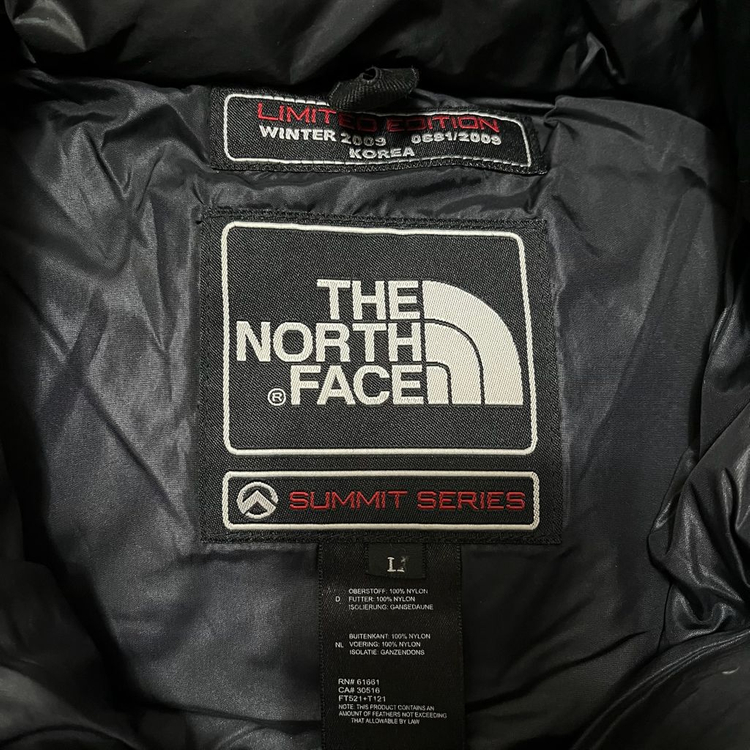 LIMITED EDITION
WINTER 2009 0681/2009
KOREA
THE
NORTH
® FACE
SUMMIT SERIES
L
D OBERSTOFF: 100% NYLON
FUTTER: 100% NYLON
ISOLIERUNG: GANSEDAUNE
NL BUITENKANT: 100% NYLON
VOERING: 100% NYLON
ISOLATIE: GANZENDONS
RN# 61661
CA# 30516
FT521+T121
NOTE: THIS PRODUCT CONTAINS AN
AMOUNT OF FEATHERS NOT EXCEEDING
THAT ALLOWABLE BY LAW